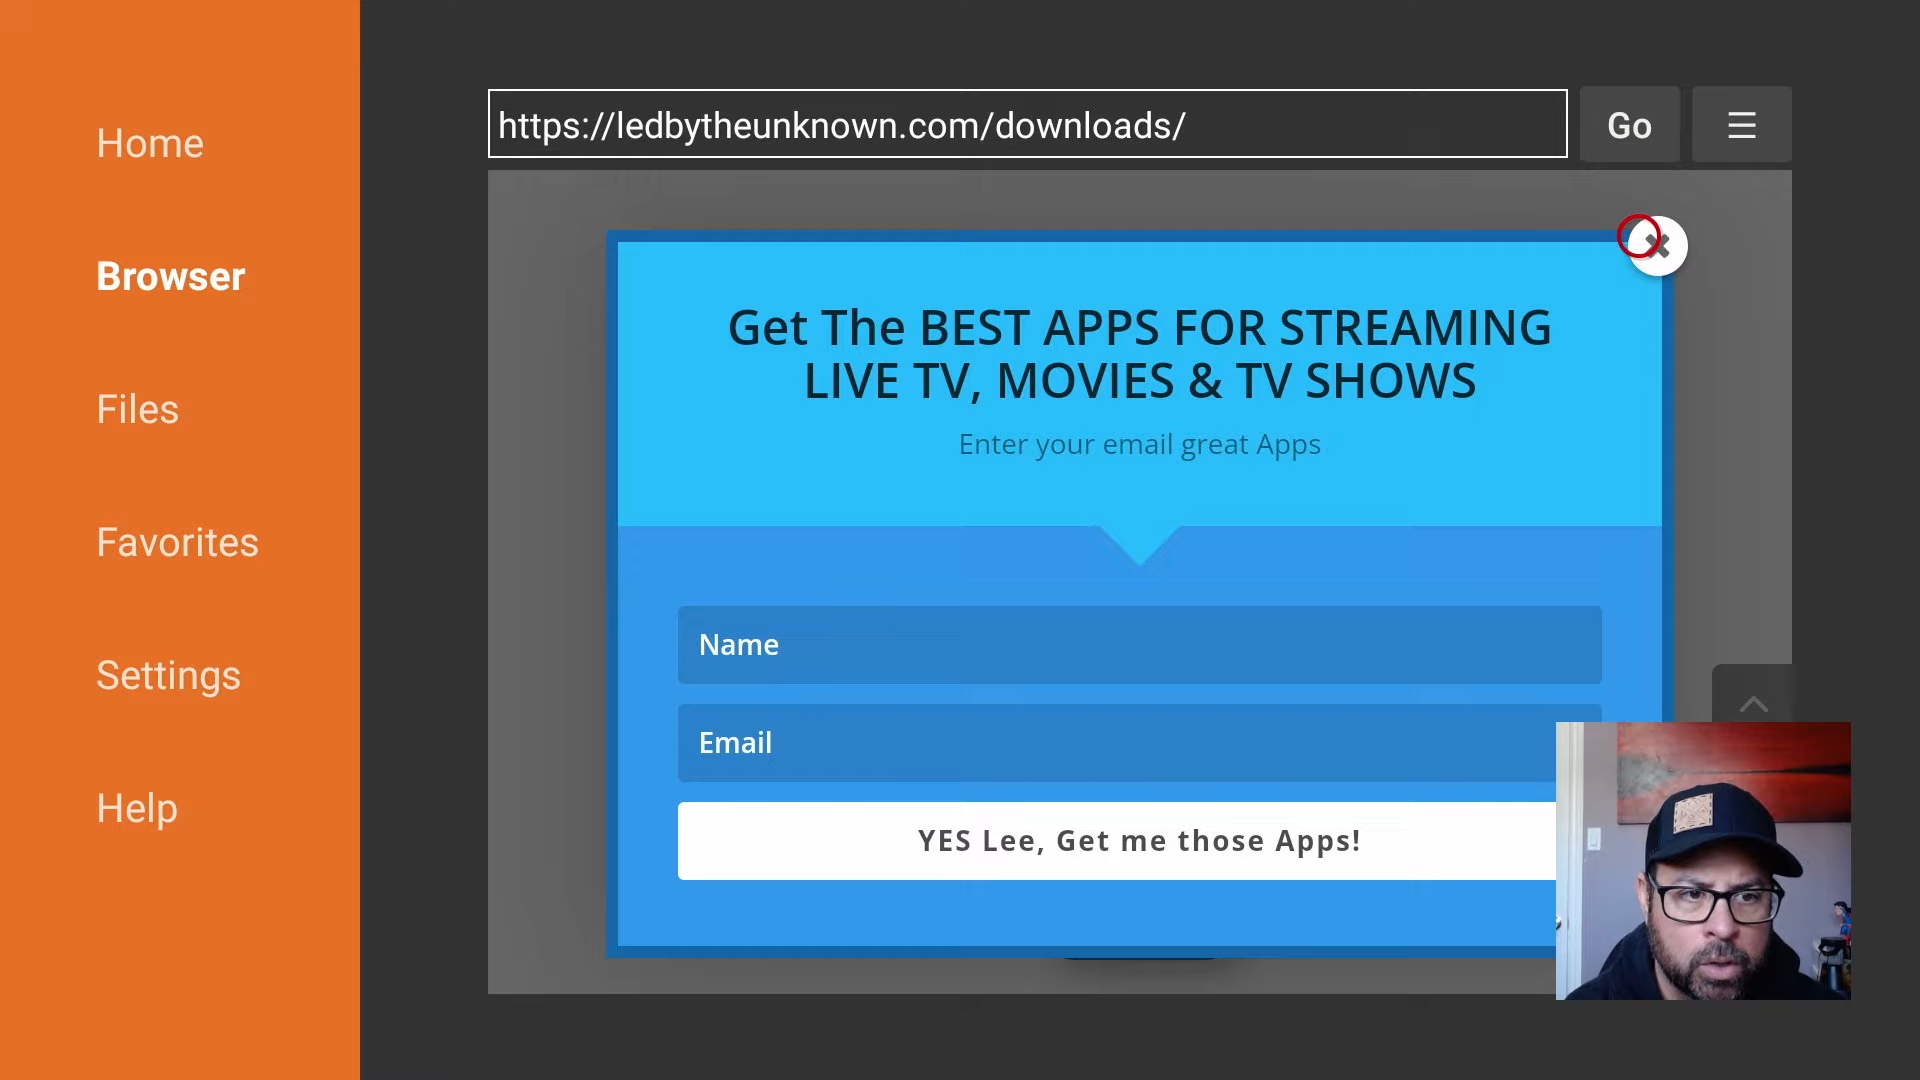 Home
Browser
Files
Favorites
Settings
Help
https://ledbytheunknown.com/downloads/
Go
Get The BEST APPS FOR STREAMING
LIVE TV, MOVIES & TV SHOWS
Enter your email great Apps
Name
Email
YES Lee, Get me those Apps!